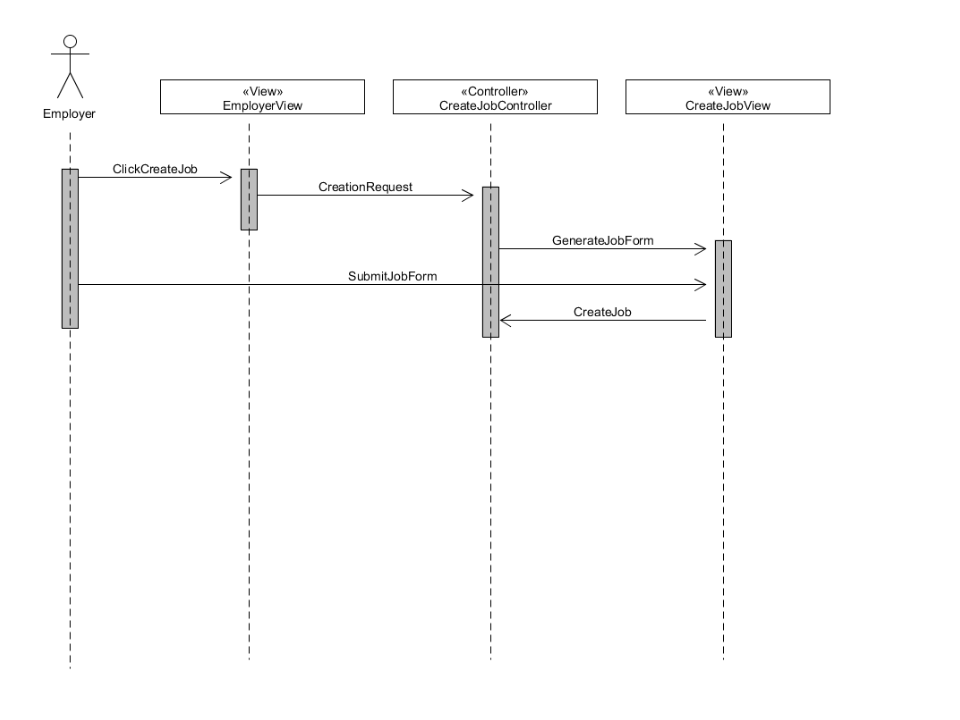 Employer
«View»
EmployerView
«Controller»
CreateJobController
«View»
CreateJobView
ClickCreateJob
CreationRequest
GenerateJobForm
SubmitJobForm
CreateJob